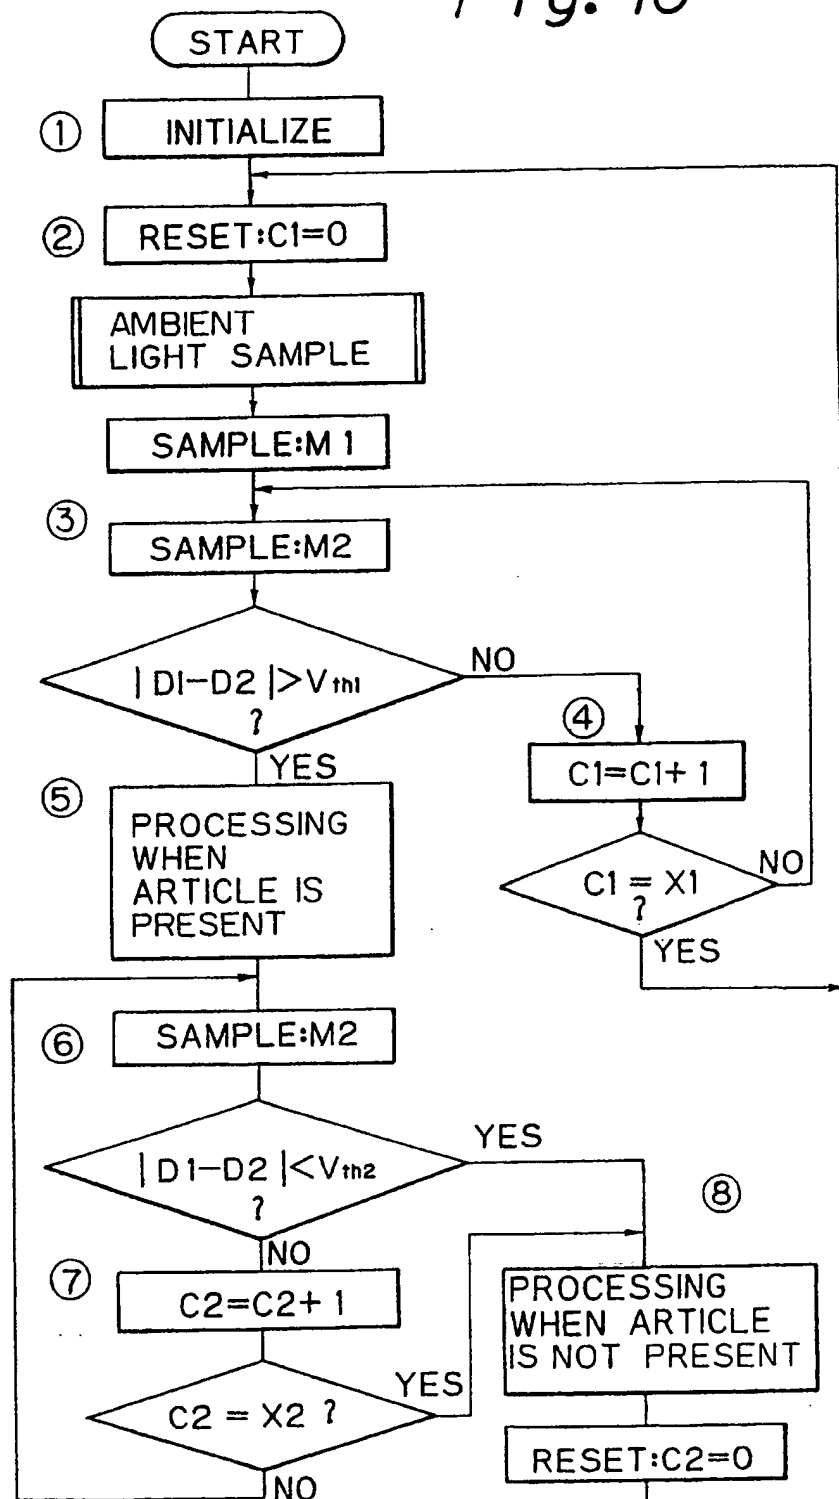 START
① INITIALIZE
② RESET:C1=0
AMBIENT
LIGHT SAMPLE
SAMPLE:M1
③
SAMPLE:M2
|D1-D2|>Vth1
?
NO
YES
④
C1=C1+1
C1=X1
?
NO
YES
⑤
PROCESSING
WHEN
ARTICLE IS
PRESENT
⑥ SAMPLE:M2
|D1-D2|<Vth2
?
YES
NO
⑦ C2=C2+1
C2=X2 ?
YES
NO
⑧
PROCESSING
WHEN ARTICLE
IS NOT PRESENT
RESET:C2=0